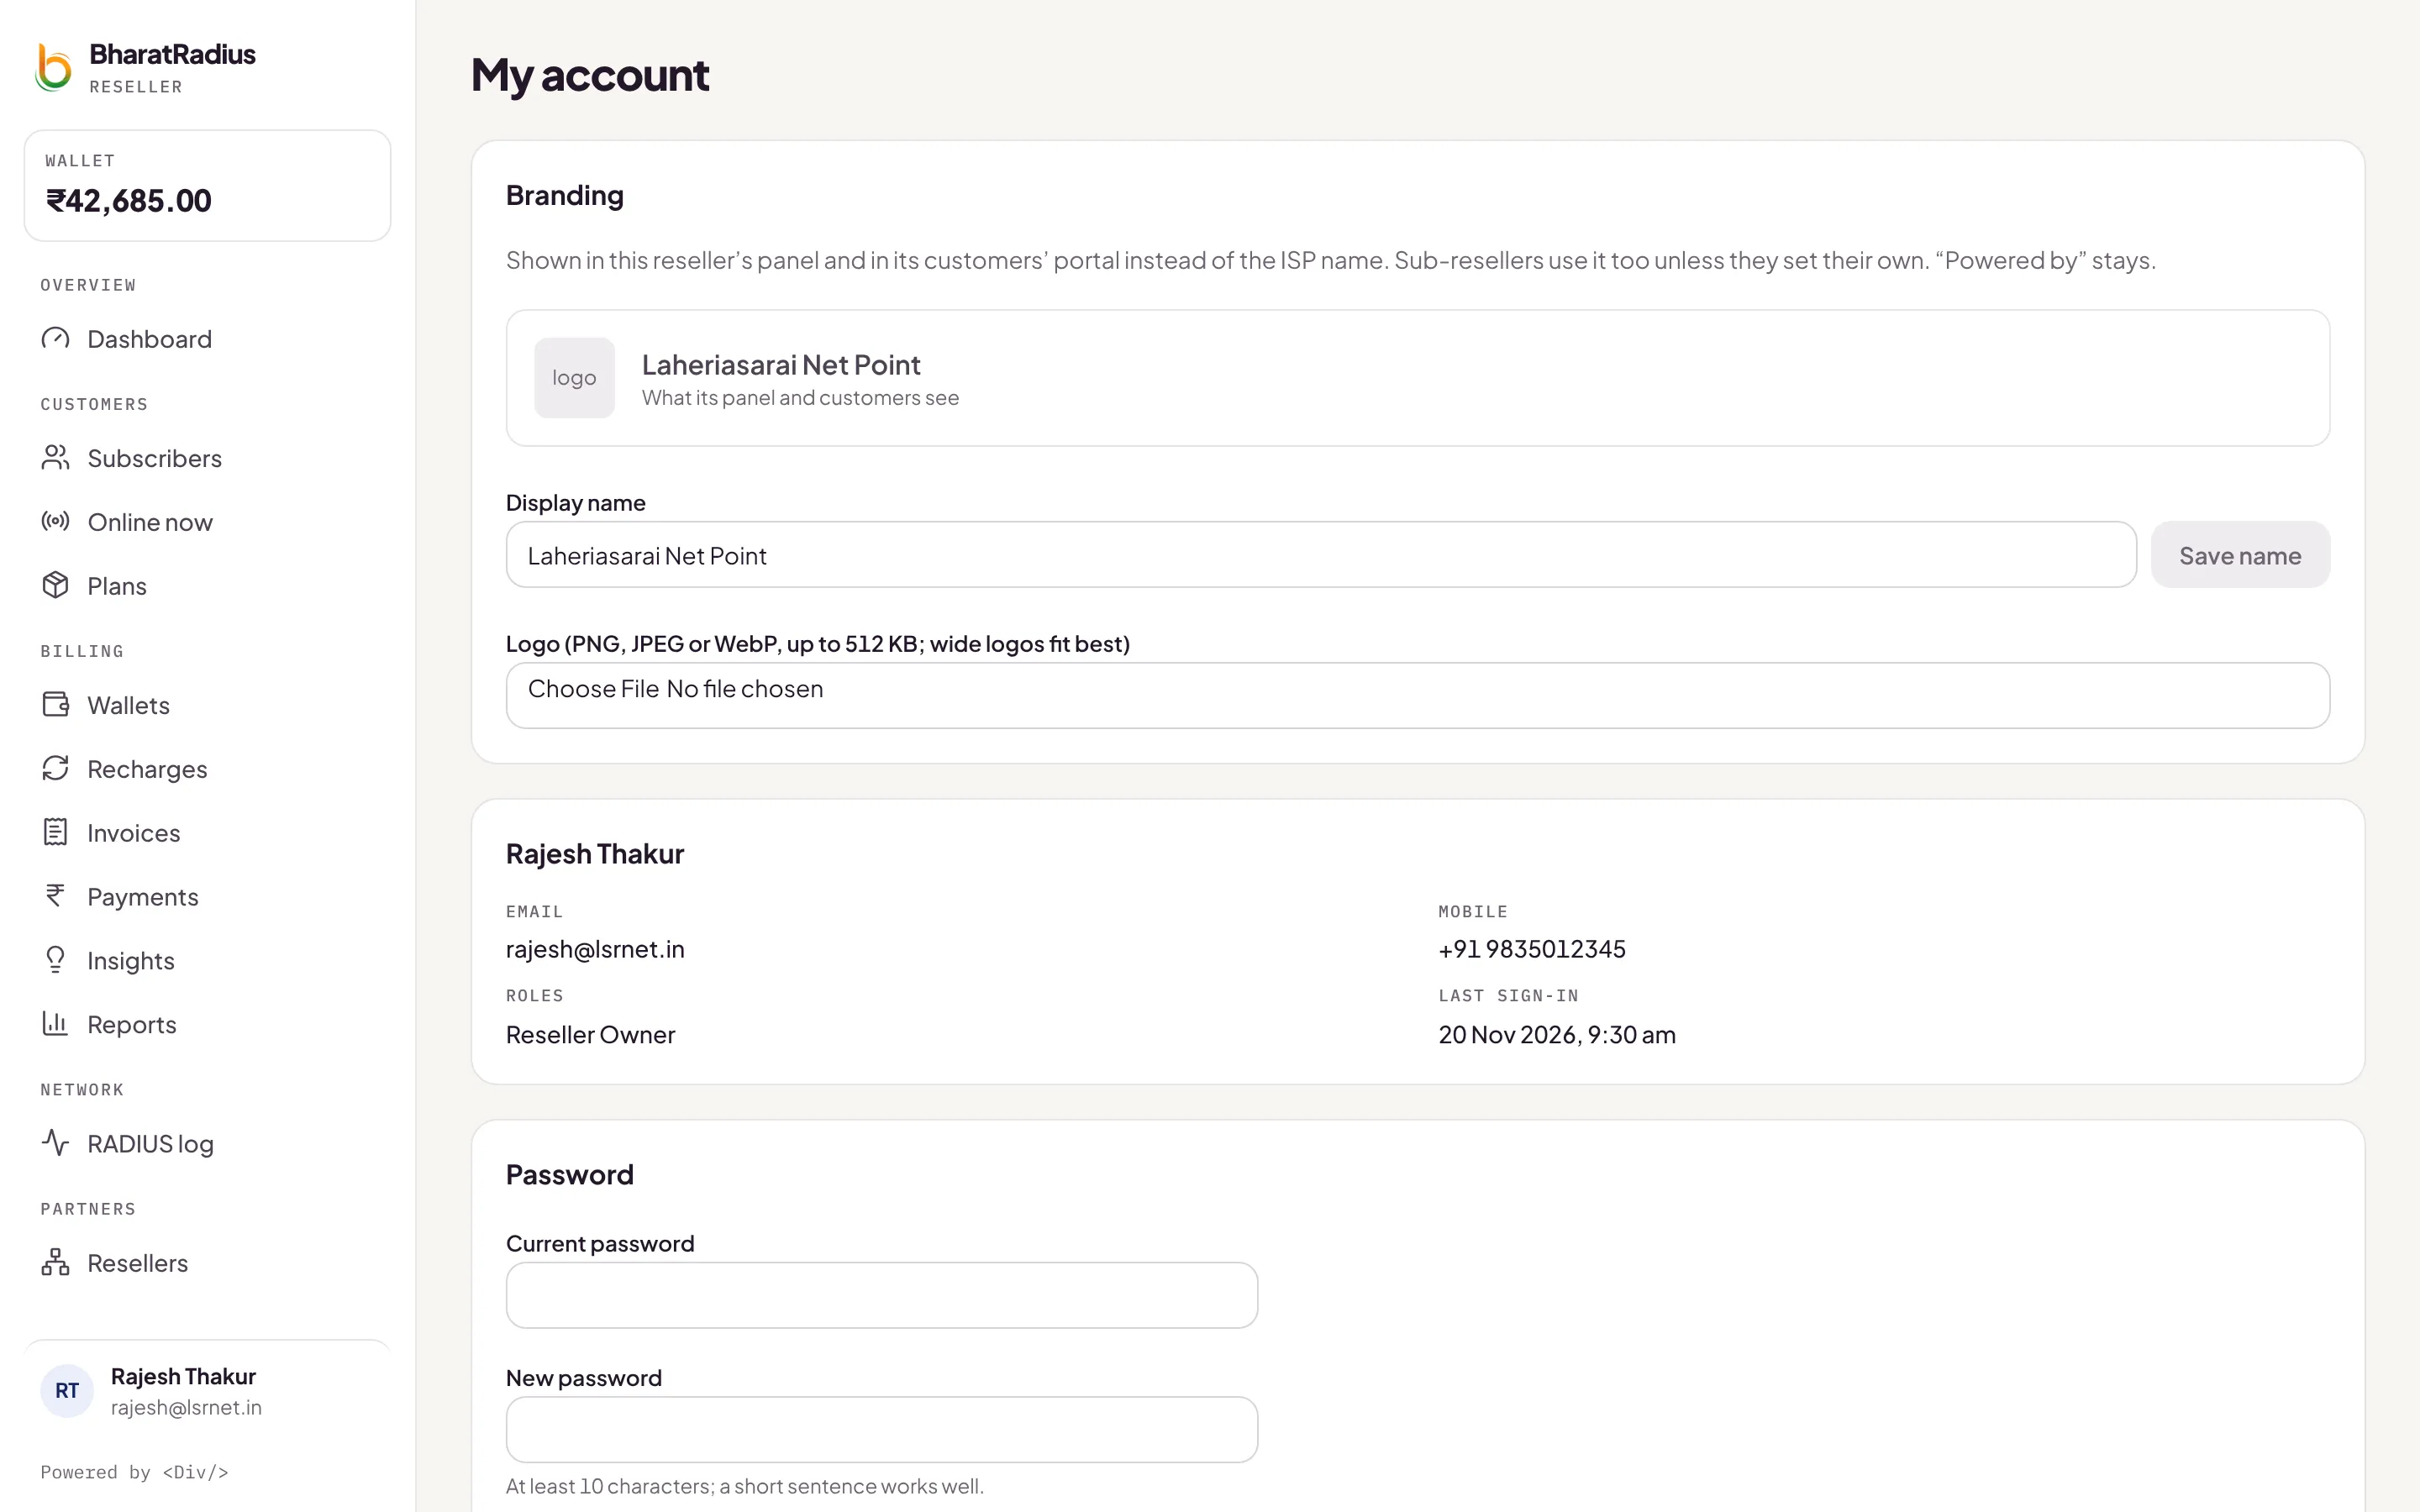 BharatRadius
RESELLER
WALLET
₹42,685.00
OVERVIEW
Dashboard
CUSTOMERS
Subscribers
Online now
Plans
BILLING
Wallets
Recharges
Invoices
Payments
Insights
Reports
NETWORK
RADIUS log
PARTNERS
Resellers
RT
Rajesh Thakur
rajesh@lsrnet.in
Powered by <Div/>
My account
Branding
Shown in this reseller’s panel and in its customers’ portal instead of the ISP name. Sub-resellers use it too unless they set their own. “Powered by” stays.
logo
Laheriasarai Net Point
What its panel and customers see
Display name
Laheriasarai Net Point
Save name
Logo (PNG, JPEG or WebP, up to 512 KB; wide logos fit best)
Choose File No file chosen
Rajesh Thakur
EMAIL
rajesh@lsrnet.in
MOBILE
+91 9835012345
ROLES
Reseller Owner
LAST SIGN-IN
20 Nov 2026, 9:30 am
Password
Current password
New password
At least 10 characters; a short sentence works well.